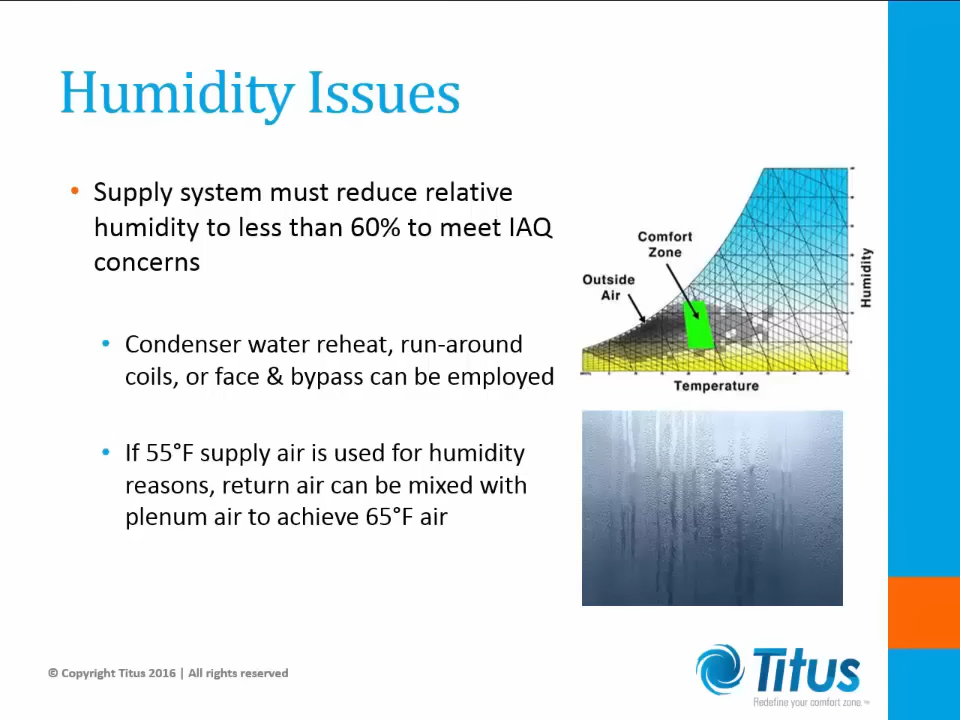 Humidity Issues
• Supply system must reduce relative
humidity to less than 60% to meet IAQ
concerns
• Condenser water reheat, run-around
coils, or face & bypass can be employed
• If 55°F supply air is used for humidity
reasons, return air can be mixed with
plenum air to achieve 65°F air
Comfort
Zone
Outside
Air
Humidity
Temperature
© Copyright Titus 2016 | All rights reserved
Titus
Redefine your comfort zone.™